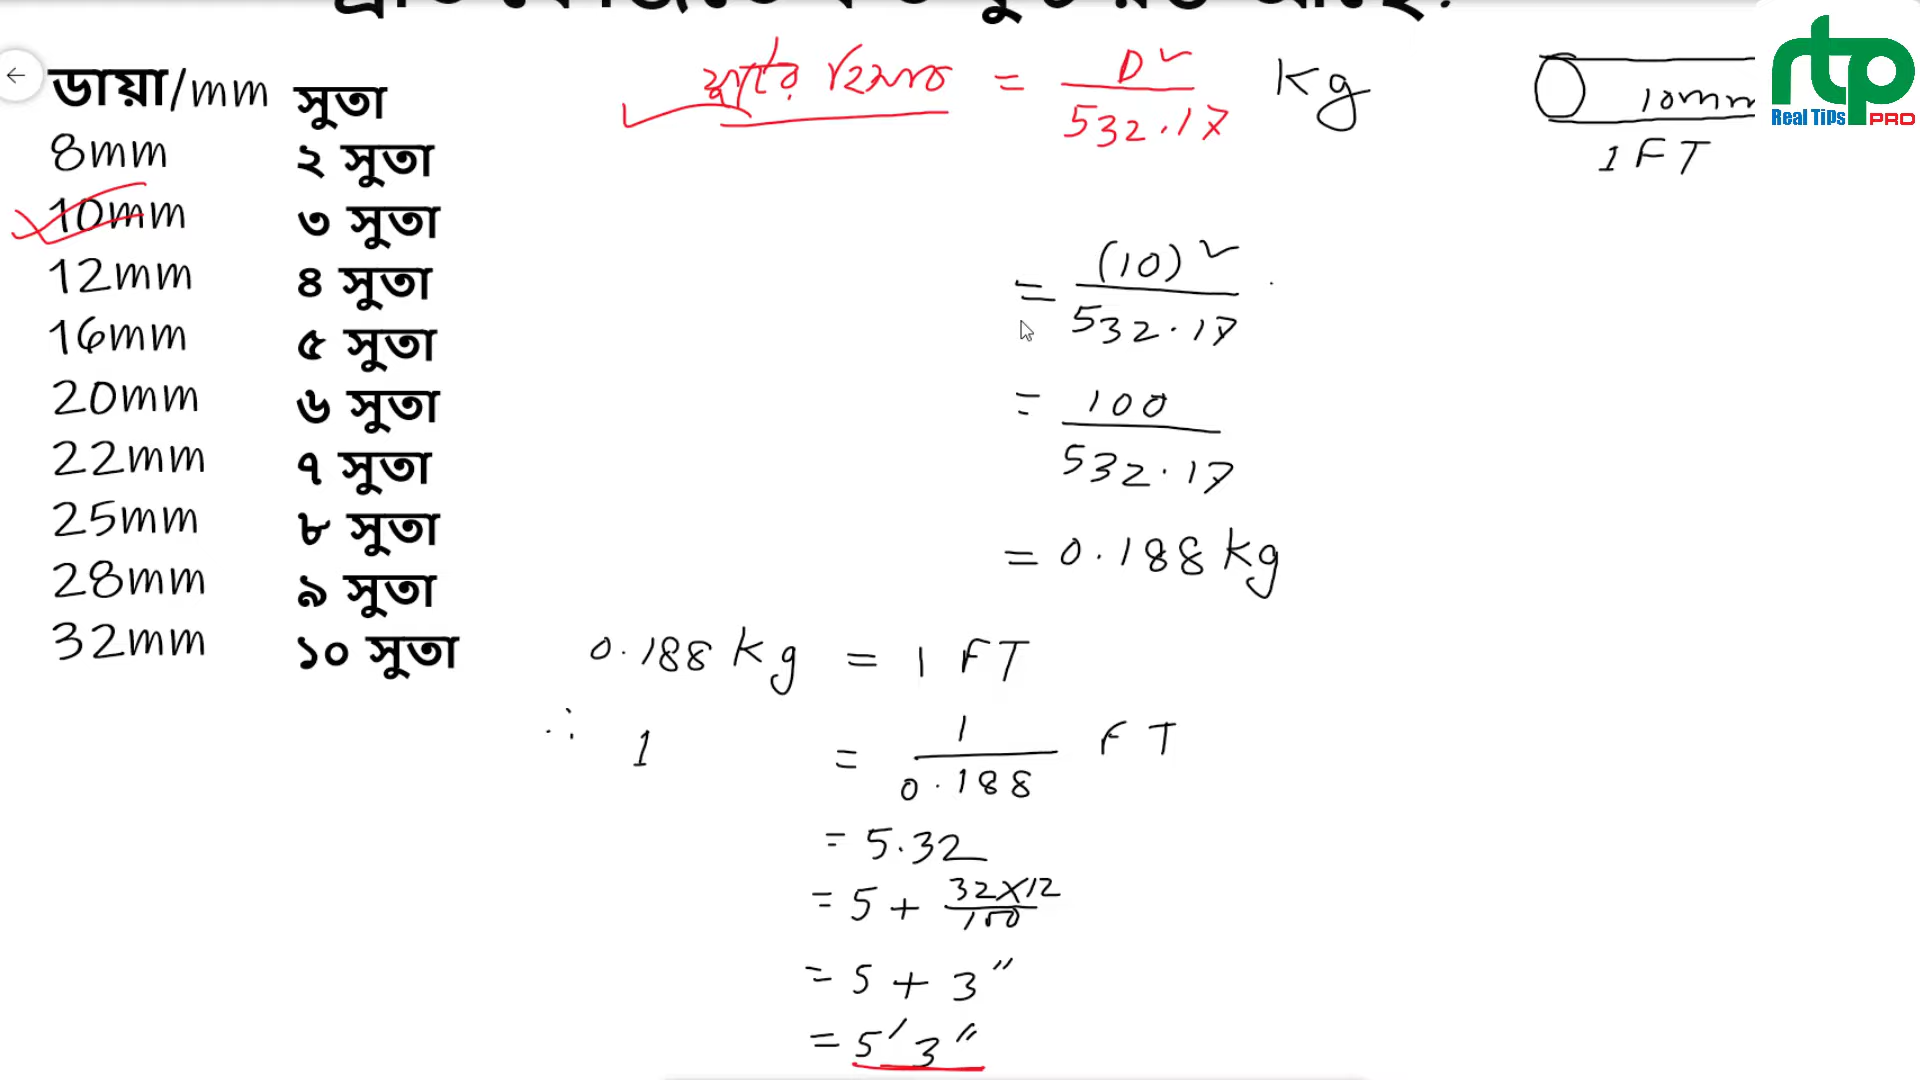 ডায়া/mm সুতা
8mm ২ সুতা
10mm ৩ সুতা
12mm ৪ সুতা
16mm ৫ সুতা
20mm ৬ সুতা
22mm ৭ সুতা
25mm ৮ সুতা
28mm ৯ সুতা
32mm ১০ সুতা
= D² / 532.17 Kg
10mm
1 FT
= (10)² / 532.17
= 100 / 532.17
= 0.188 Kg
0.188 Kg = 1 FT
∴ 1 = 1 / 0.188 FT
= 5.32
= 5 + 32×12 / 100
= 5 + 3"
= 5' 3"
rtp
Real Tips PRO